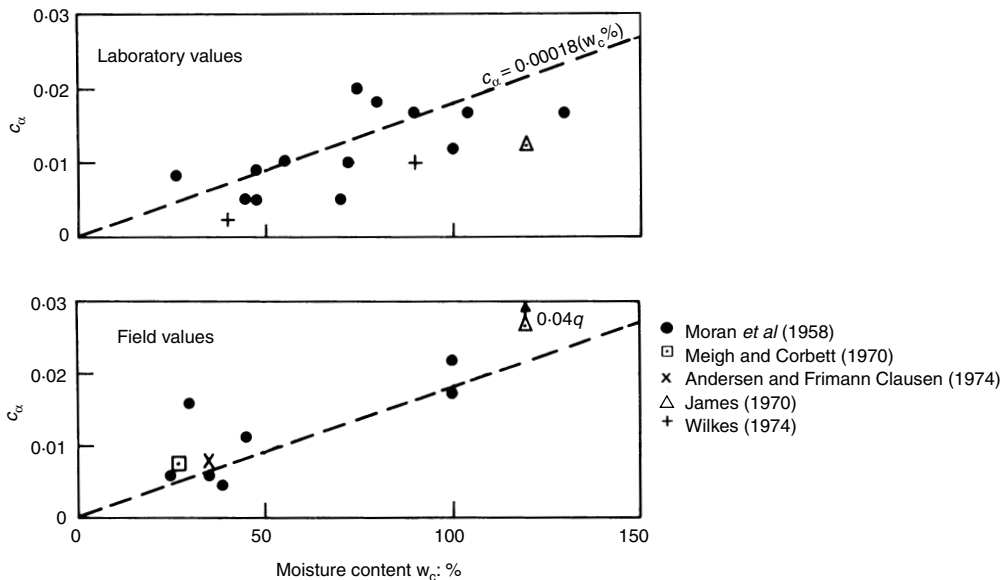 0·03
Laboratory values
cα = 0·00018(wc%)
0·02
cα
0·01
0
0·03
0·04q
Field values
0·02
cα
0·01
0
0
50
100
150
Moisture content wc: %
Moran et al (1958)
Meigh and Corbett (1970)
Andersen and Frimann Clausen (1974)
James (1970)
Wilkes (1974)